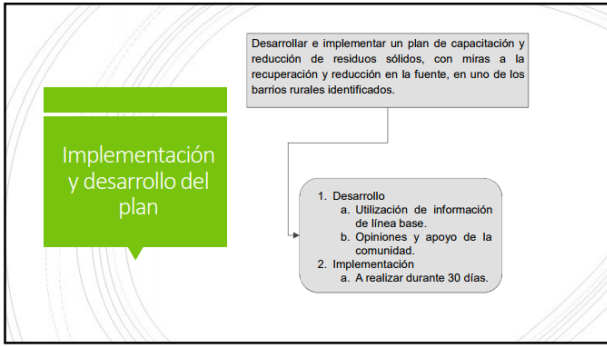 Implementación
y desarrollo del
plan
Desarrollar e implementar un plan de capacitación y
reducción de residuos sólidos, con miras a la
recuperación y reducción en la fuente, en uno de los
barrios rurales identificados.
1. Desarrollo
a. Utilización de información
de línea base.
b. Opiniones y apoyo de la
comunidad.
2. Implementación
a. A realizar durante 30 días.